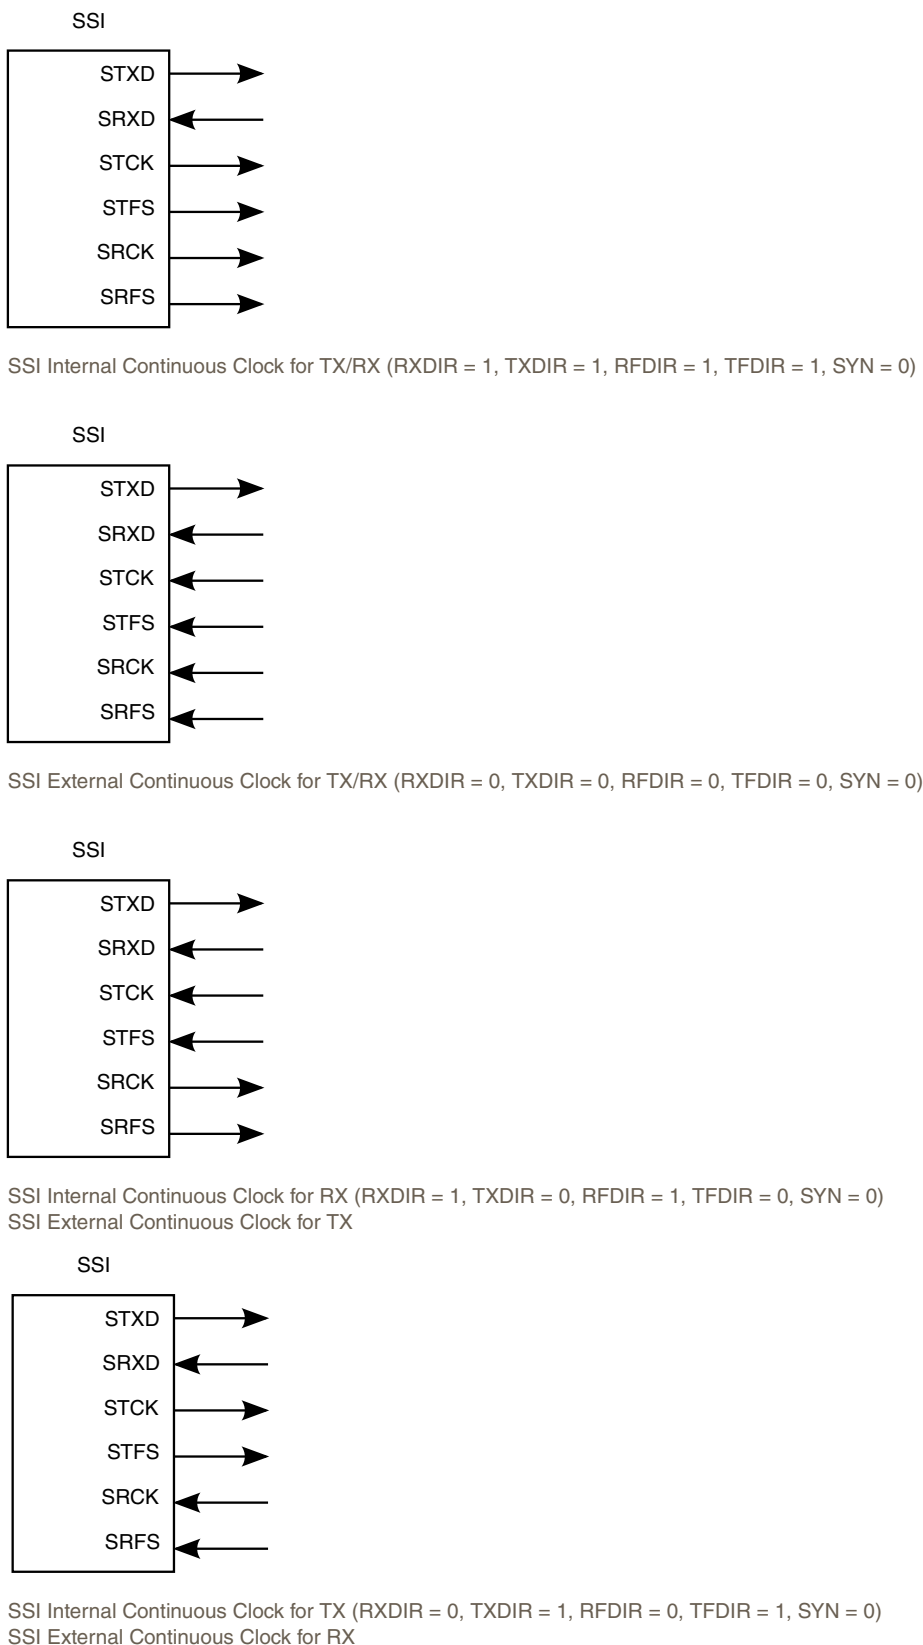 SSI
STXD
SRXD
STCK
STFS
SRCK
SRFS
SSI Internal Continuous Clock for TX/RX (RXDIR = 1, TXDIR = 1, RFDIR = 1, TFDIR = 1, SYN = 0)
SSI
STXD
SRXD
STCK
STFS
SRCK
SRFS
SSI External Continuous Clock for TX/RX (RXDIR = 0, TXDIR = 0, RFDIR = 0, TFDIR = 0, SYN = 0)
SSI
STXD
SRXD
STCK
STFS
SRCK
SRFS
SSI Internal Continuous Clock for RX (RXDIR = 1, TXDIR = 0, RFDIR = 1, TFDIR = 0, SYN = 0)
SSI External Continuous Clock for TX
SSI
STXD
SRXD
STCK
STFS
SRCK
SRFS
SSI Internal Continuous Clock for TX (RXDIR = 0, TXDIR = 1, RFDIR = 0, TFDIR = 1, SYN = 0)
SSI External Continuous Clock for RX